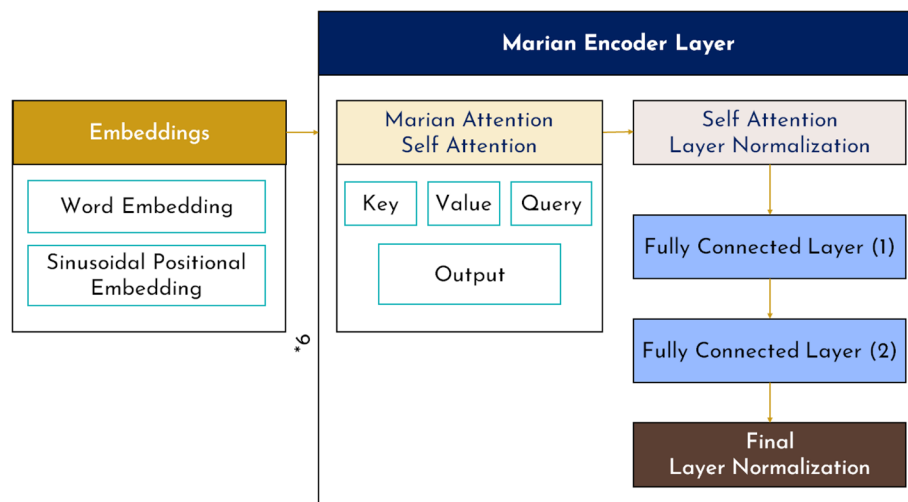 Marian Encoder Layer
Embeddings
Word Embedding
Sinusoidal Positional
Embedding
*6
Marian Attention
Self Attention
Key
Value
Query
Output
Self Attention
Layer Normalization
Fully Connected Layer (1)
Fully Connected Layer (2)
Final
Layer Normalization